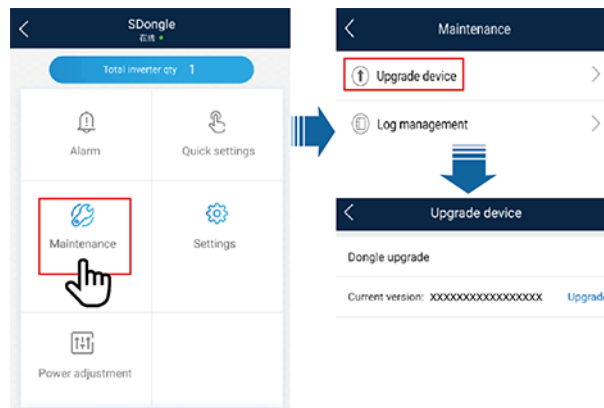 SDongle
在线
Total inverter qty 1
Alarm
Quick settings
Maintenance
Settings
Power adjustment
Maintenance
Upgrade device
Log management
Upgrade device
Dongle upgrade
Current version: XXXXXXXXXXXXXXXXX Upgrade